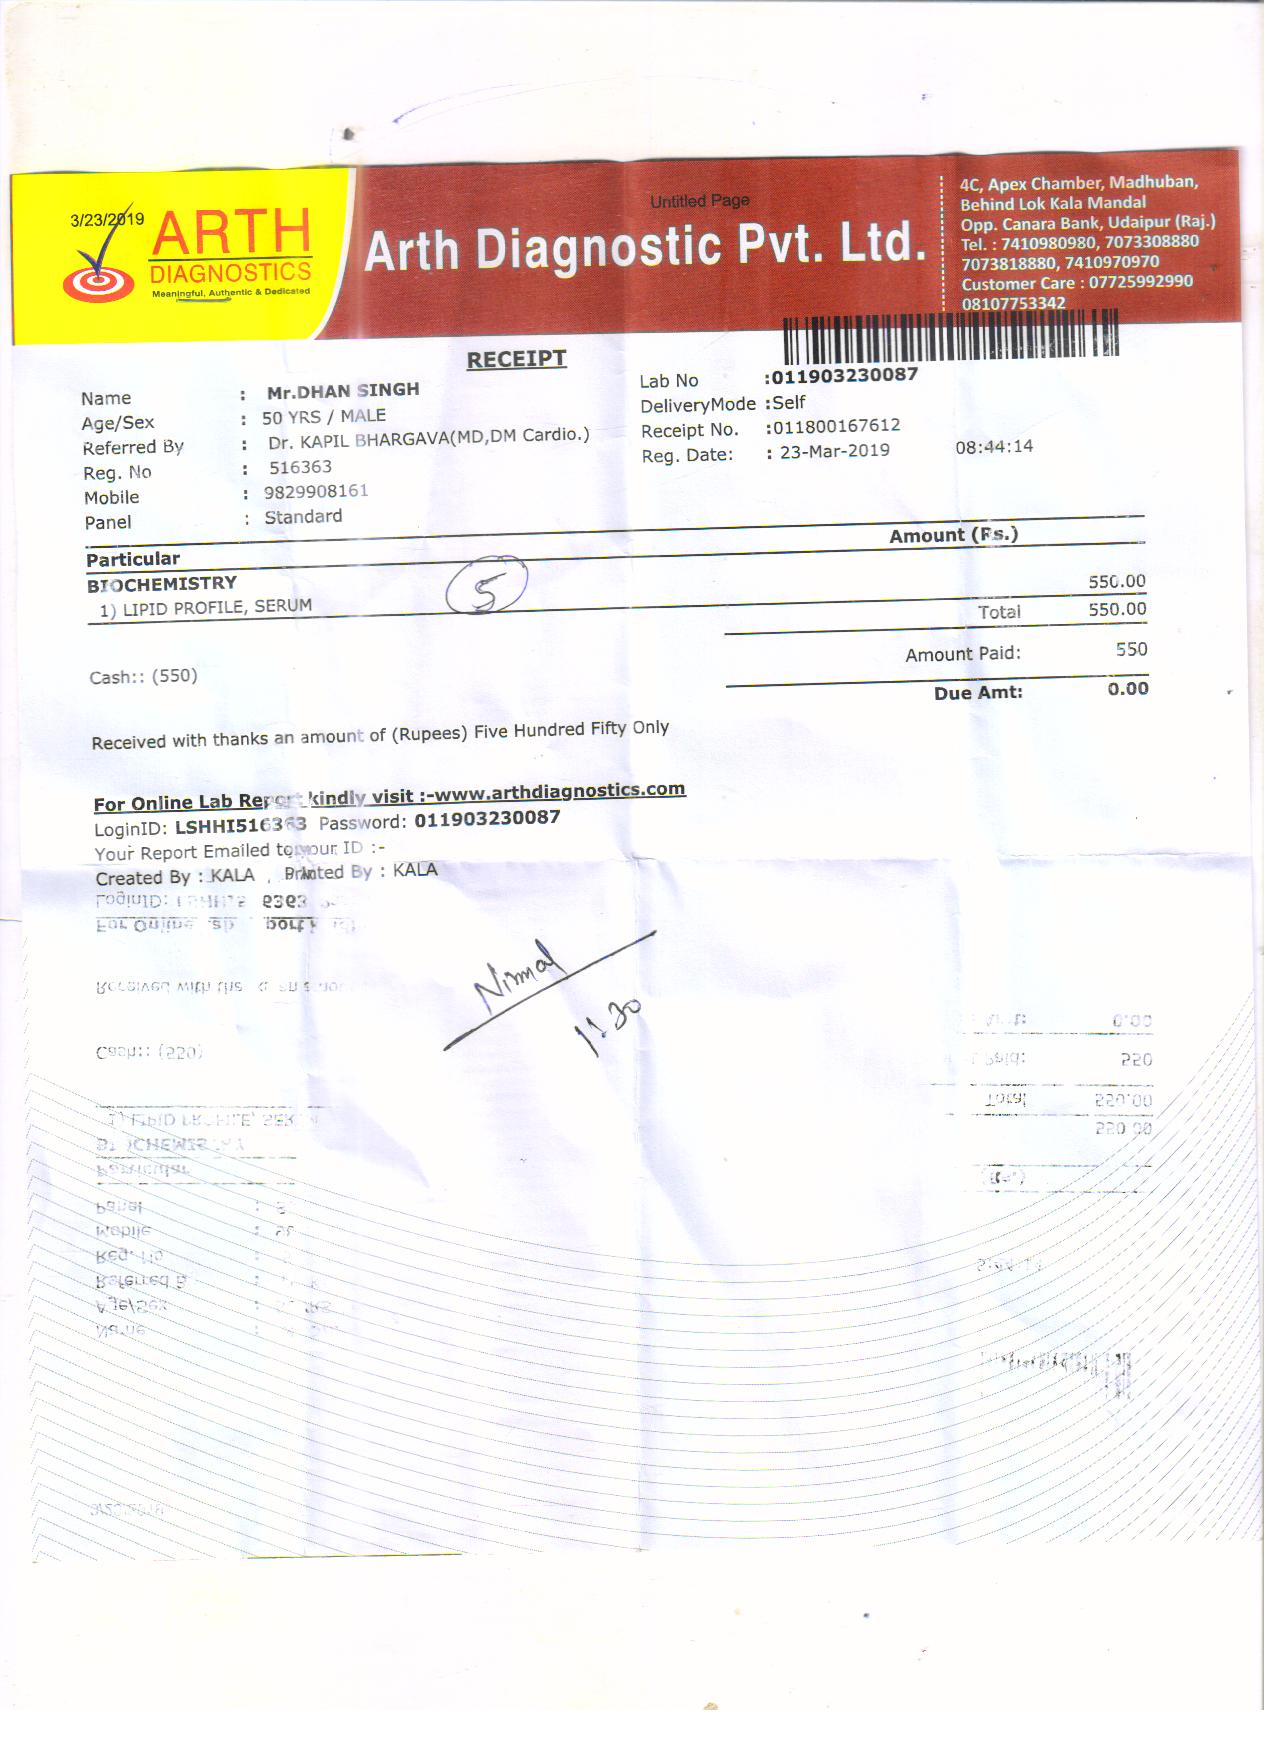 3/23/2019
Untitled Page
ARTH
DIAGNOSTICS
Meaningful, Authentic & Dedicated
Arth Diagnostic Pvt. Ltd.
4C, Apex Chamber, Madhuban,
Behind Lok Kala Mandal
Opp. Canara Bank, Udaipur (Raj.)
Tel. : 7410980980, 7073308880
7073818880, 7410970970
Customer Care : 07725992990
08107753342
RECEIPT
Name : Mr.DHAN SINGH
Age/Sex : 50 YRS / MALE
Referred By : Dr. KAPIL BHARGAVA(MD,DM Cardio.)
Reg. No : 516363
Mobile : 9829908161
Panel : Standard
Lab No :011903230087
DeliveryMode :Self
Receipt No. :011800167612
Reg. Date: : 23-Mar-2019 08:44:14
Particular Amount (Rs.)
BIOCHEMISTRY
1) LIPID PROFILE, SERUM 550.00
5
Total 550.00
Amount Paid: 550
Cash:: (550)
Due Amt: 0.00
Received with thanks an amount of (Rupees) Five Hundred Fifty Only
For Online Lab Report kindly visit :-www.arthdiagnostics.com
LoginID: LSHHI516363 Password: 011903230087
Your Report Emailed to your ID :-
Created By : KALA , Printed By : KALA
Nirmal
11.30